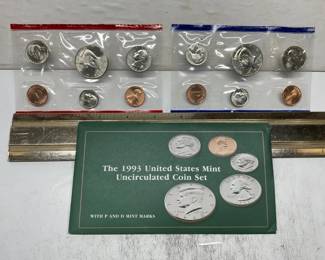 The 1993 United States Mint
Uncirculated Coin Set
WITH P AND D MINT MARKS